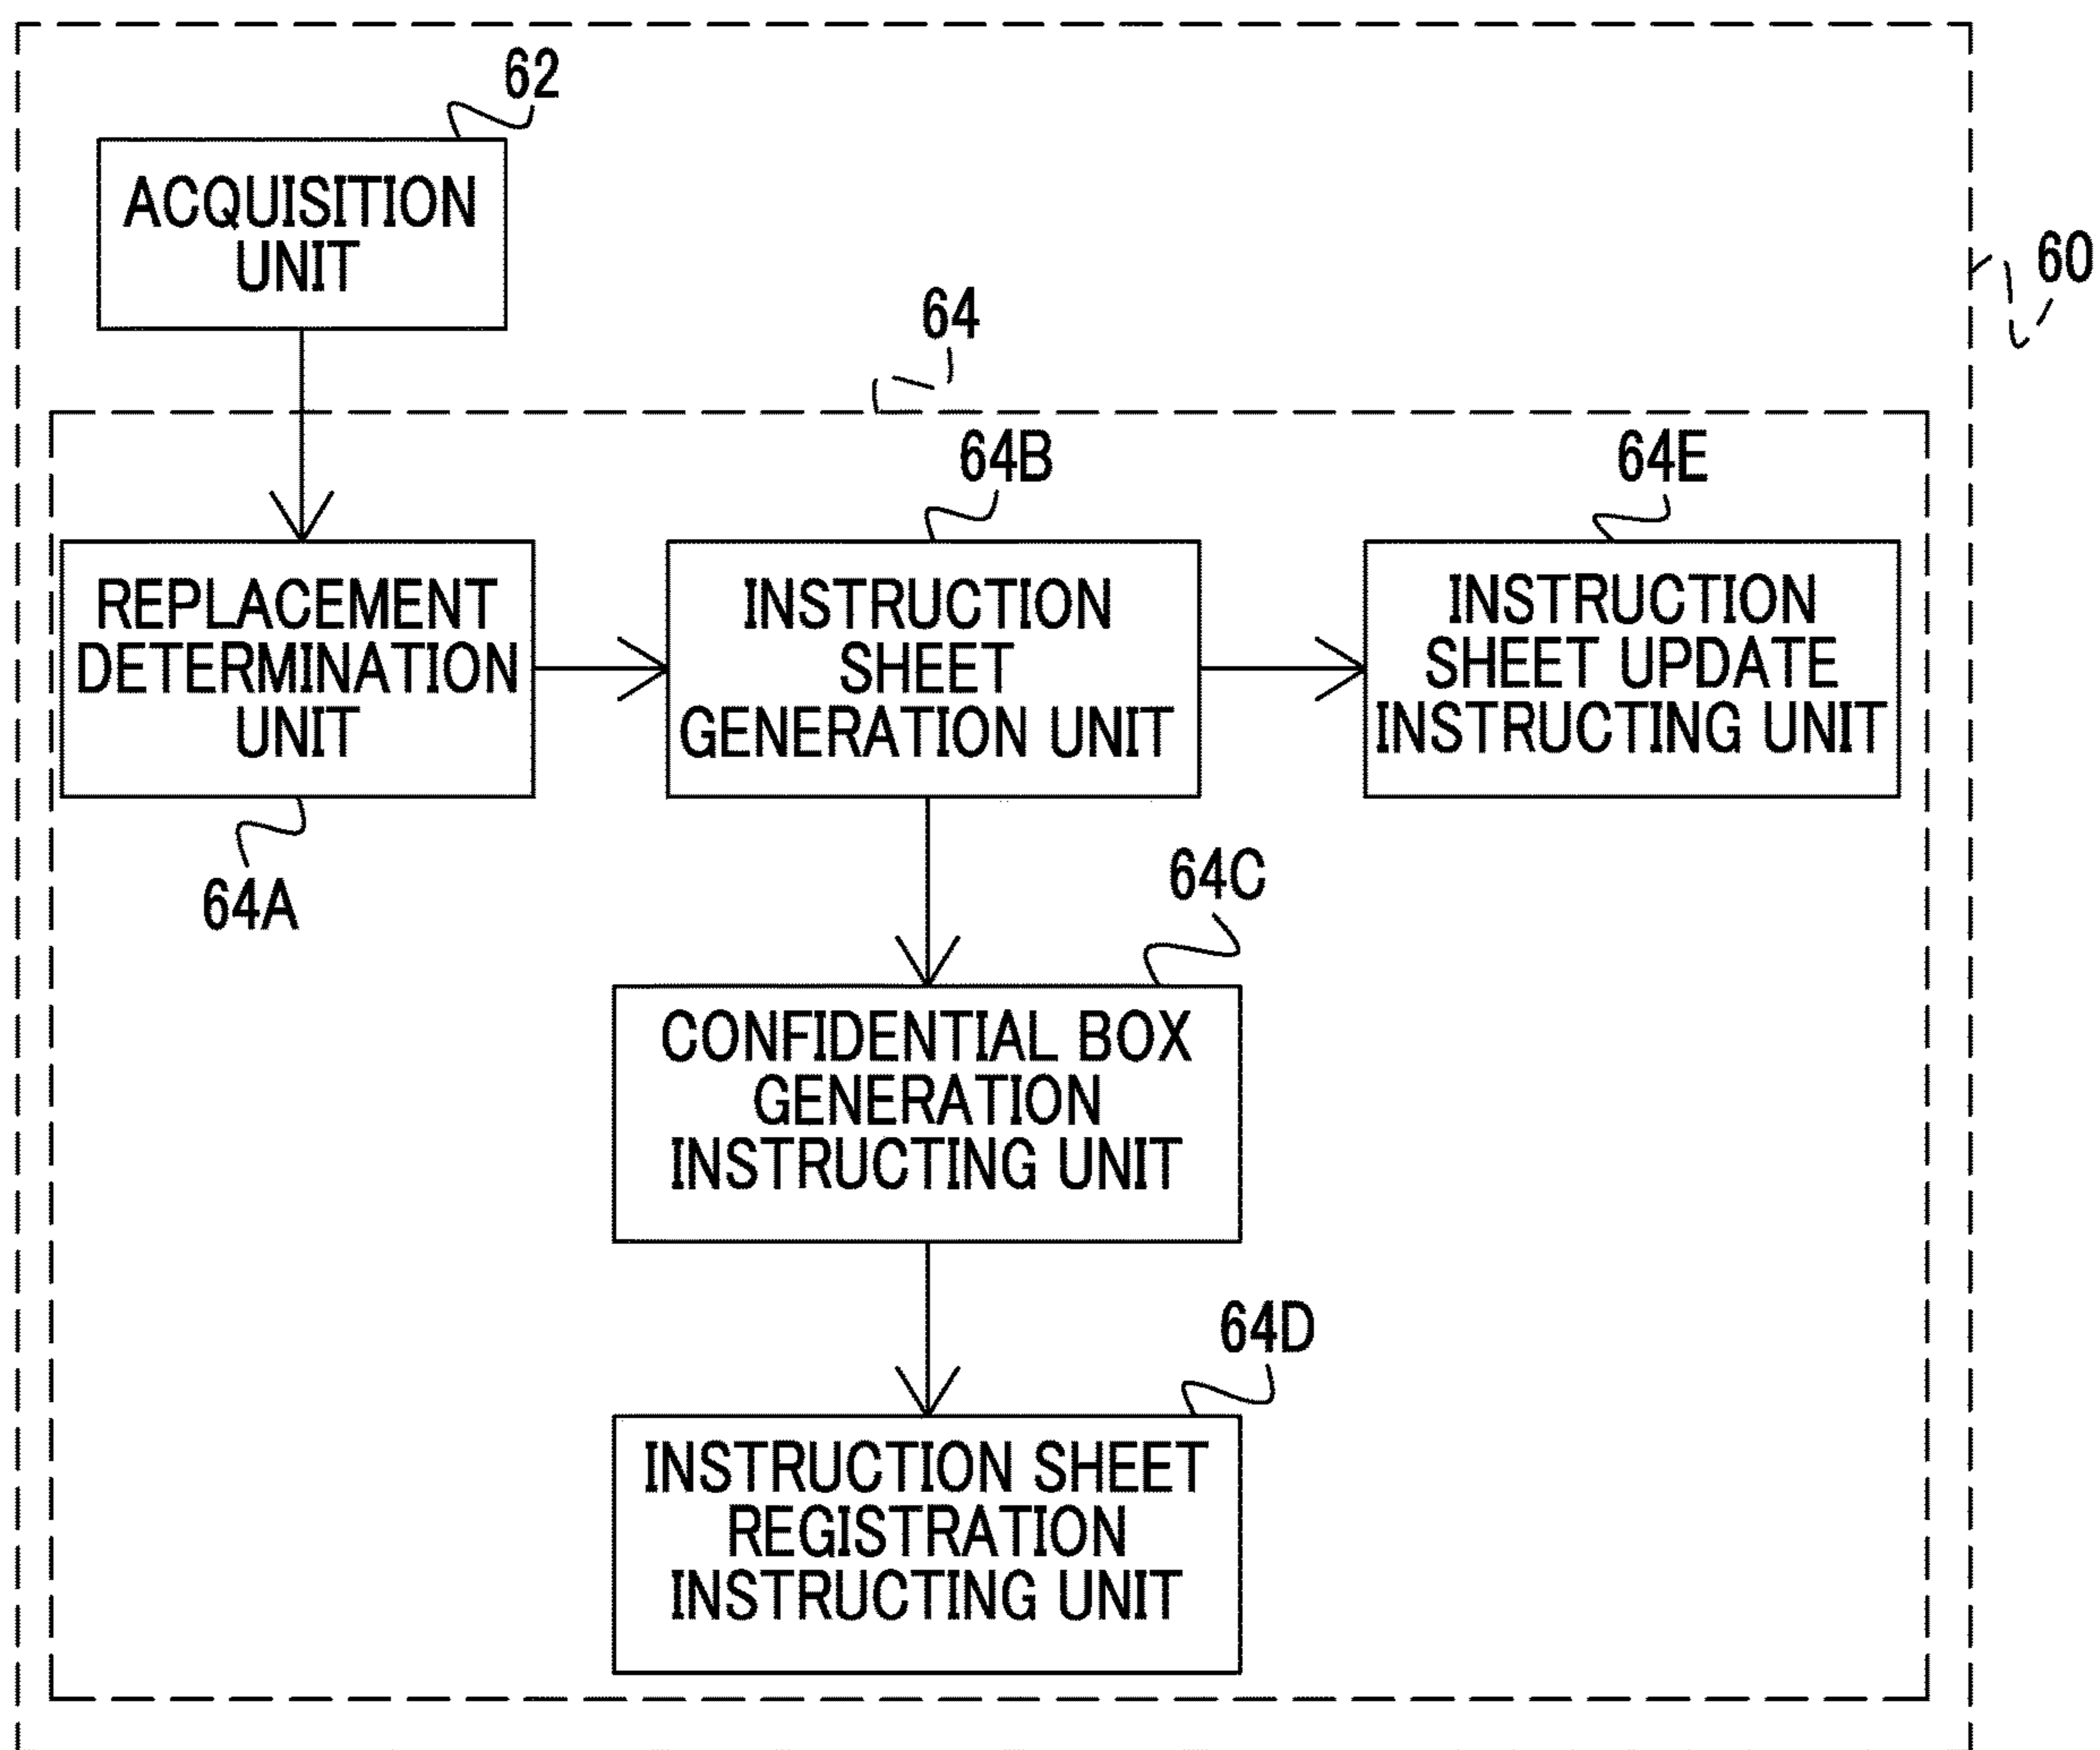 62
ACQUISITION
UNIT
60
64
64B
64E
REPLACEMENT
DETERMINATION
UNIT
INSTRUCTION
SHEET
GENERATION UNIT
INSTRUCTION
SHEET UPDATE
INSTRUCTING UNIT
64A
64C
CONFIDENTIAL BOX
GENERATION
INSTRUCTING UNIT
64D
INSTRUCTION SHEET
REGISTRATION
INSTRUCTING UNIT